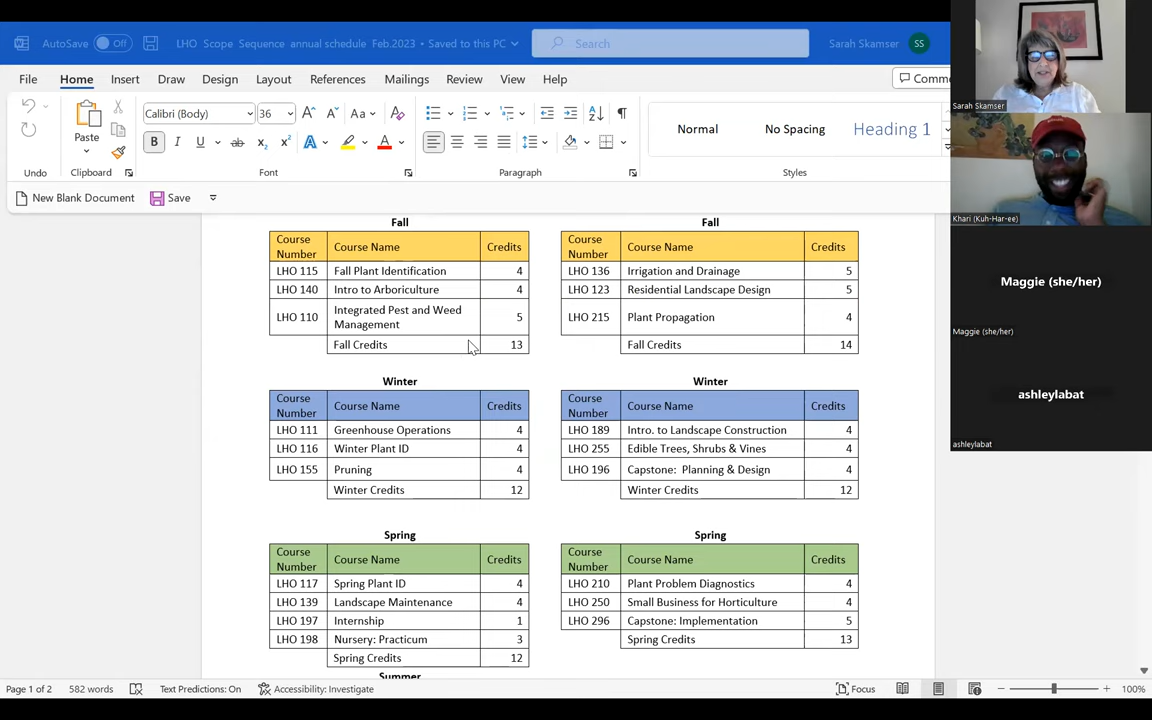 AutoSave Off LHO Scope Sequence annual schedule Feb.2023 • Saved to this PC Search Sarah Skamser SS
File Home Insert Draw Design Layout References Mailings Review View Help Comme
Paste Calibri (Body) 36 Aa Normal No Spacing Heading 1
Undo Clipboard Font Paragraph Styles
New Blank Document Save
Fall
Course Number Course Name Credits
LHO 115 Fall Plant Identification 4
LHO 140 Intro to Arboriculture 4
LHO 110 Integrated Pest and Weed Management 5
Fall Credits 13
Fall
Course Number Course Name Credits
LHO 136 Irrigation and Drainage 5
LHO 123 Residential Landscape Design 5
LHO 215 Plant Propagation 4
Fall Credits 14
Winter
Course Number Course Name Credits
LHO 111 Greenhouse Operations 4
LHO 116 Winter Plant ID 4
LHO 155 Pruning 4
Winter Credits 12
Winter
Course Number Course Name Credits
LHO 189 Intro. to Landscape Construction 4
LHO 255 Edible Trees, Shrubs & Vines 4
LHO 196 Capstone: Planning & Design 4
Winter Credits 12
Spring
Course Number Course Name Credits
LHO 117 Spring Plant ID 4
LHO 139 Landscape Maintenance 4
LHO 197 Internship 1
LHO 198 Nursery: Practicum 3
Spring Credits 12
Spring
Course Number Course Name Credits
LHO 210 Plant Problem Diagnostics 4
LHO 250 Small Business for Horticulture 4
LHO 296 Capstone: Implementation 5
Spring Credits 13
Summer
Page 1 of 2 582 words Text Predictions: On Accessibility: Investigate Focus 100%
Sarah Skamser
Khari (Kuh-Har-ee)
Maggie (she/her)
Maggie (she/her)
ashleylabat
ashleylabat